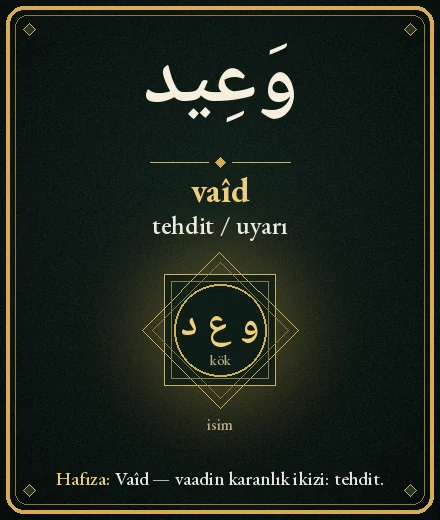 وَعِيد
vaîd
tehdit / uyarı
و ع د
kök
isim
Hafıza: Vaîd — vaadin karanlık ikizi: tehdit.